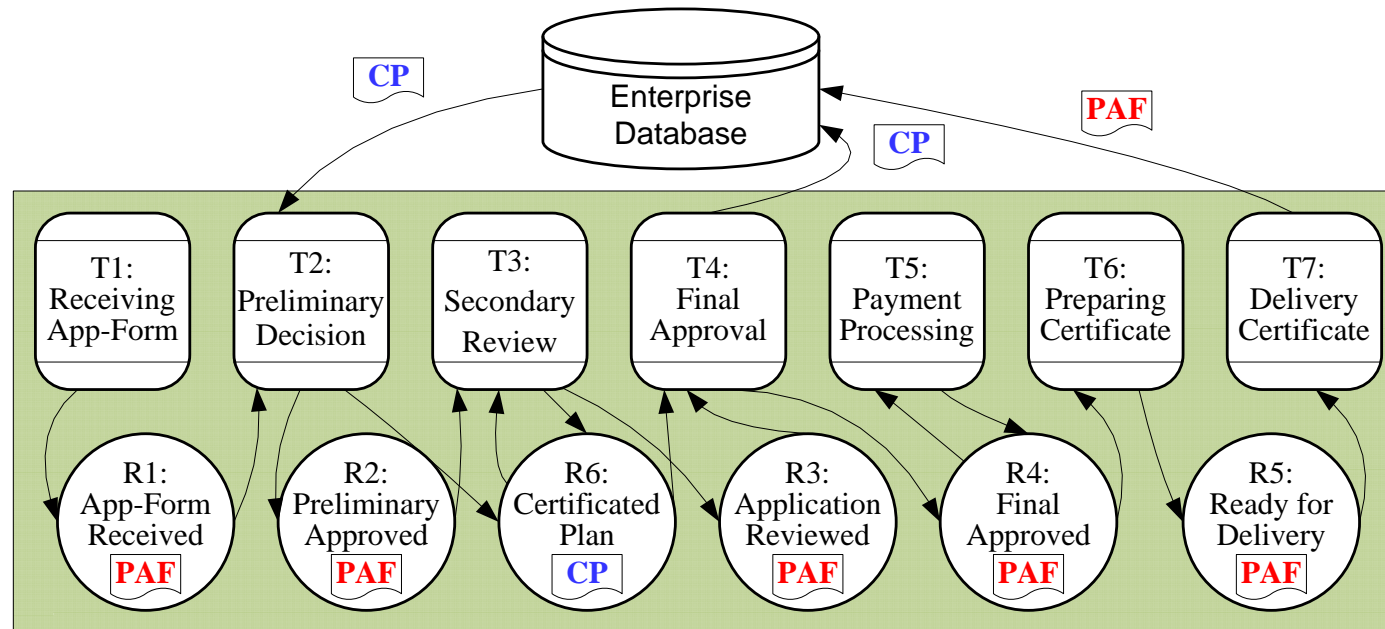 CP
Enterprise
Database
PAF
CP
T1:
Receiving
App-Form
T2:
Preliminary
Decision
T3:
Secondary
Review
T4:
Final
Approval
T5:
Payment
Processing
T6:
Preparing
Certificate
T7:
Delivery
Certificate
R1:
App-Form
Received
PAF
R2:
Preliminary
Approved
PAF
R6:
Certificated
Plan
CP
R3:
Application
Reviewed
PAF
R4:
Final
Approved
PAF
R5:
Ready for
Delivery
PAF